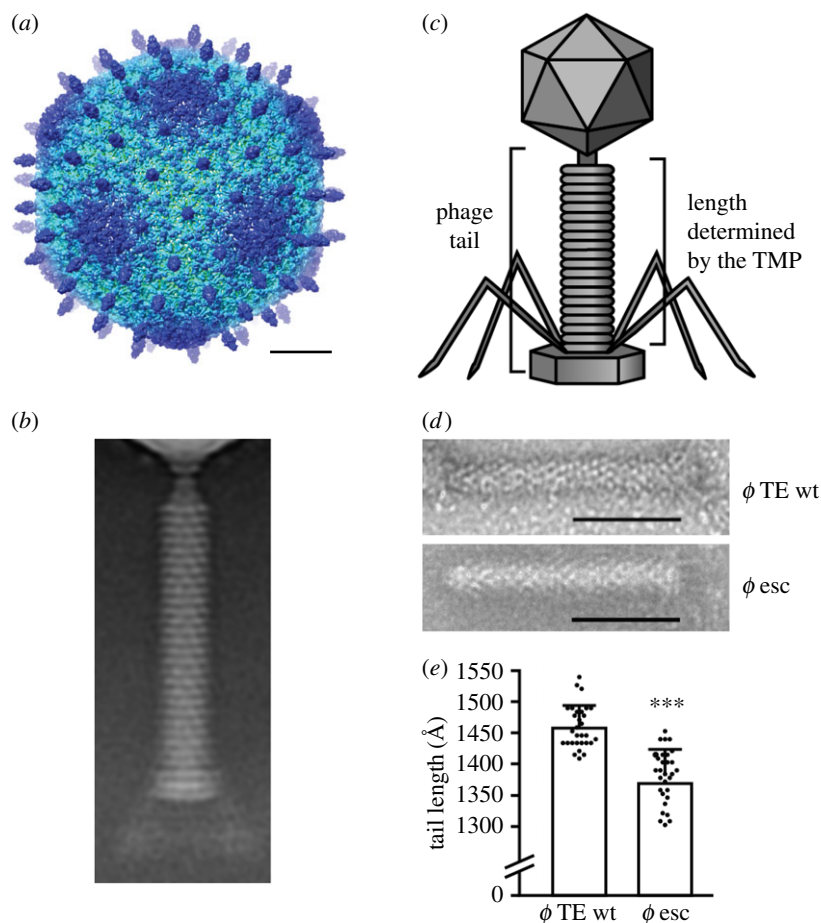 (a)
(c)
phage
tail
length
determined
by the TMP
(b)
(d)
ϕ TE wt
ϕ esc
(e)
tail length (Å)
1550
1500
1450
1400
1350
1300
0
***
ϕ TE wt
ϕ esc